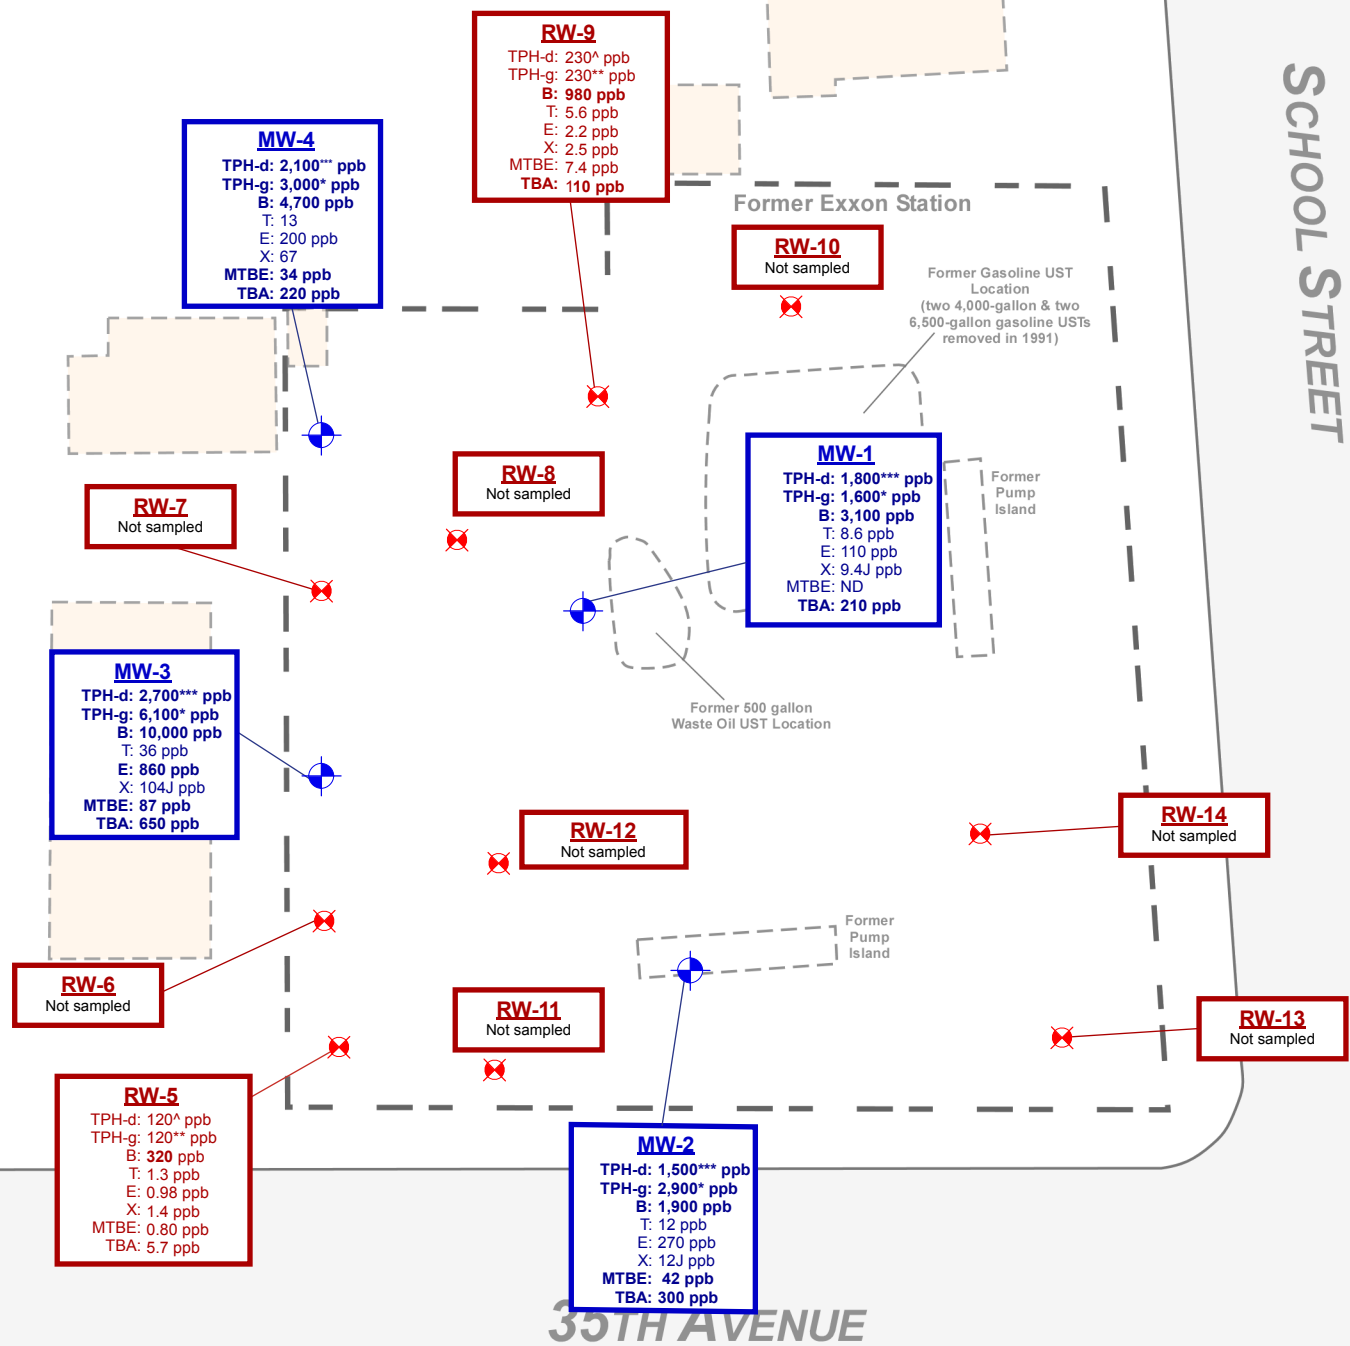 RW-9
TPH-d: 230^ ppb
TPH-g: 230** ppb
B: 980 ppb
T: 5.6 ppb
E: 2.2 ppb
X: 2.5 ppb
MTBE: 7.4 ppb
TBA: 110 ppb
MW-4
TPH-d: 2,100*** ppb
TPH-g: 3,000* ppb
B: 4,700 ppb
T: 13
E: 200 ppb
X: 67
MTBE: 34 ppb
TBA: 220 ppb
SCHOOL STREET
Former Exxon Station
RW-10
Not sampled
Former Gasoline UST
Location
(two 4,000-gallon & two
6,500-gallon gasoline USTs
removed in 1991)
RW-8
Not sampled
MW-1
TPH-d: 1,800*** ppb
TPH-g: 1,600* ppb
B: 3,100 ppb
T: 8.6 ppb
E: 110 ppb
X: 9.4J ppb
MTBE: ND
TBA: 210 ppb
Former
Pump
Island
RW-7
Not sampled
MW-3
TPH-d: 2,700*** ppb
TPH-g: 6,100* ppb
B: 10,000 ppb
T: 36 ppb
E: 860 ppb
X: 104J ppb
MTBE: 87 ppb
TBA: 650 ppb
Former 500 gallon
Waste Oil UST Location
RW-12
Not sampled
RW-14
Not sampled
Former
Pump
Island
RW-6
Not sampled
RW-11
Not sampled
RW-13
Not sampled
RW-5
TPH-d: 120^ ppb
TPH-g: 120** ppb
B: 320 ppb
T: 1.3 ppb
E: 0.98 ppb
X: 1.4 ppb
MTBE: 0.80 ppb
TBA: 5.7 ppb
MW-2
TPH-d: 1,500*** ppb
TPH-g: 2,900* ppb
B: 1,900 ppb
T: 12 ppb
E: 270 ppb
X: 12J ppb
MTBE: 42 ppb
TBA: 300 ppb
35TH AVENUE